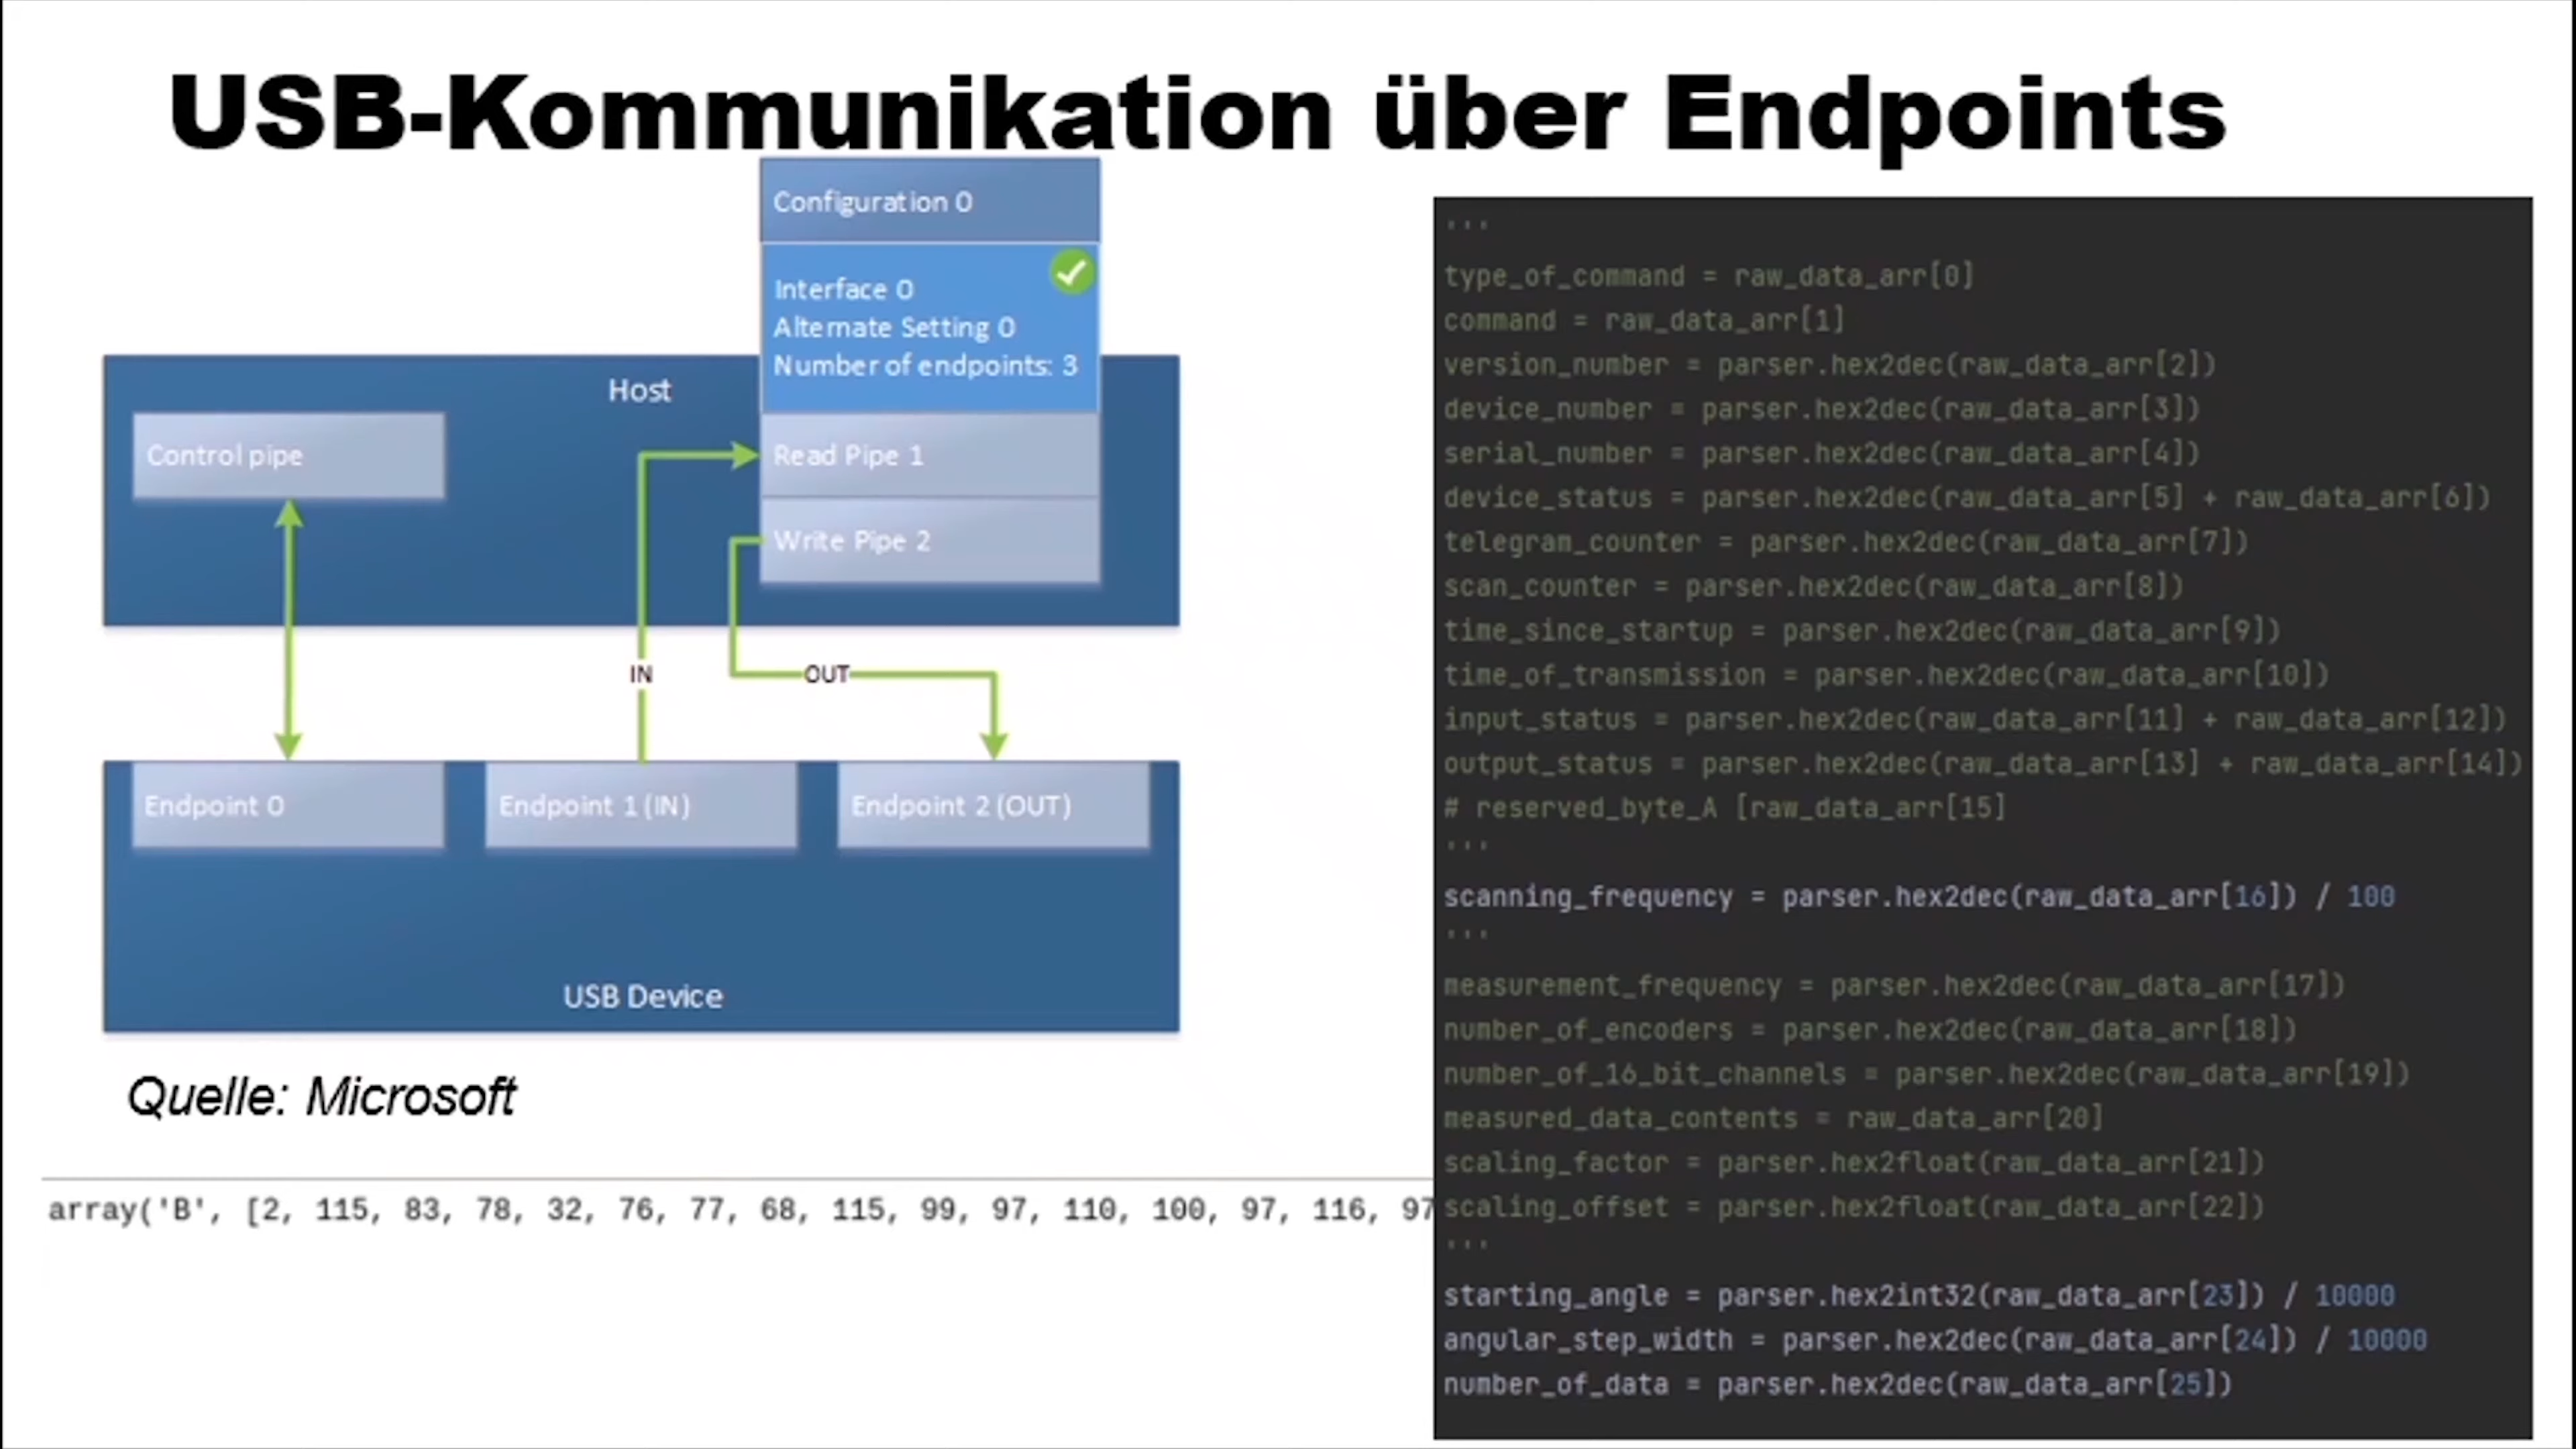 USB-Kommunikation über Endpoints
Configuration 0
Interface 0
Alternate Setting 0
Number of endpoints: 3
Host
Control pipe
Read Pipe 1
Write Pipe 2
IN
OUT
Endpoint 0
Endpoint 1 (IN)
Endpoint 2 (OUT)
USB Device
Quelle: Microsoft
array('B', [2, 115, 83, 78, 32, 76, 77, 68, 115, 99, 97, 110, 100, 97, 116, 97
'''
type_of_command = raw_data_arr[0]
command = raw_data_arr[1]
version_number = parser.hex2dec(raw_data_arr[2])
device_number = parser.hex2dec(raw_data_arr[3])
serial_number = parser.hex2dec(raw_data_arr[4])
device_status = parser.hex2dec(raw_data_arr[5] + raw_data_arr[6])
telegram_counter = parser.hex2dec(raw_data_arr[7])
scan_counter = parser.hex2dec(raw_data_arr[8])
time_since_startup = parser.hex2dec(raw_data_arr[9])
time_of_transmission = parser.hex2dec(raw_data_arr[10])
input_status = parser.hex2dec(raw_data_arr[11] + raw_data_arr[12])
output_status = parser.hex2dec(raw_data_arr[13] + raw_data_arr[14])
# reserved_byte_A [raw_data_arr[15]
'''
scanning_frequency = parser.hex2dec(raw_data_arr[16]) / 100
'''
measurement_frequency = parser.hex2dec(raw_data_arr[17])
number_of_encoders = parser.hex2dec(raw_data_arr[18])
number_of_16_bit_channels = parser.hex2dec(raw_data_arr[19])
measured_data_contents = raw_data_arr[20]
scaling_factor = parser.hex2float(raw_data_arr[21])
scaling_offset = parser.hex2float(raw_data_arr[22])
'''
starting_angle = parser.hex2int32(raw_data_arr[23]) / 10000
angular_step_width = parser.hex2dec(raw_data_arr[24]) / 10000
number_of_data = parser.hex2dec(raw_data_arr[25])